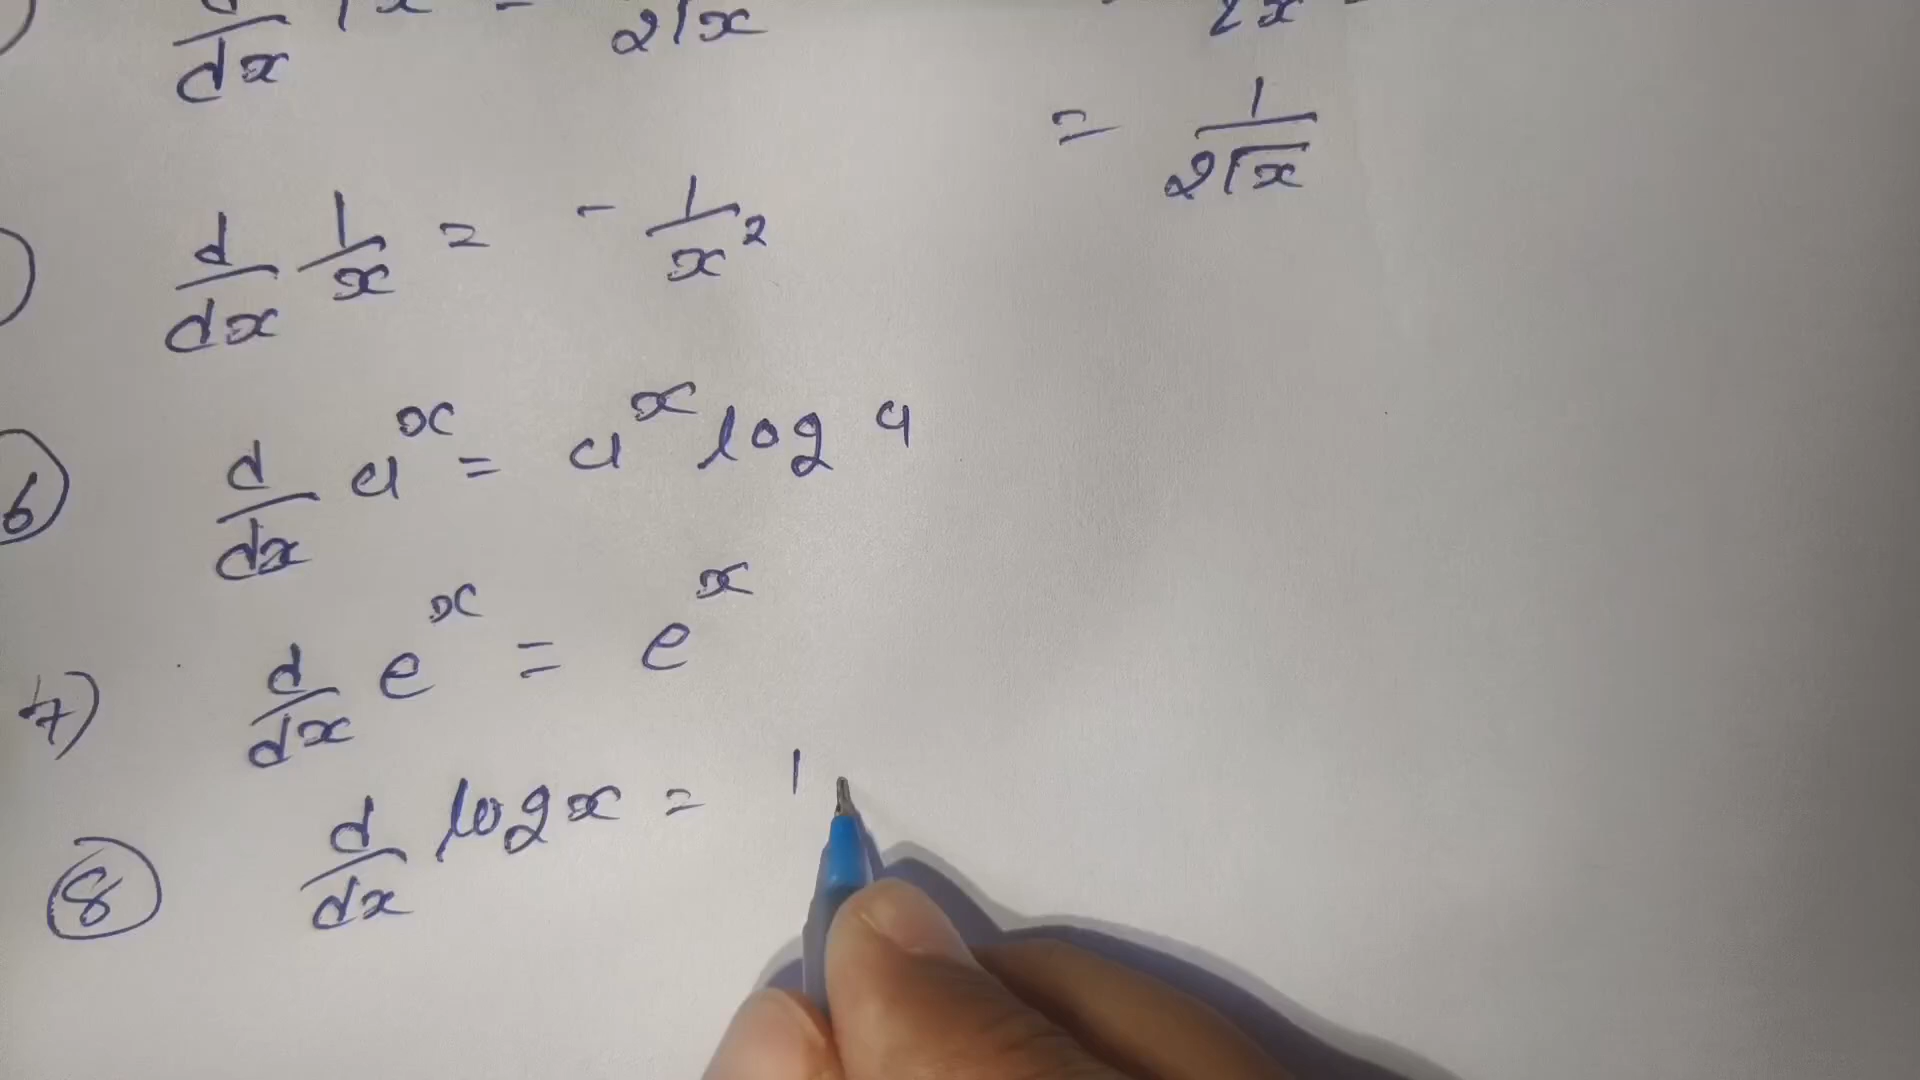 d/dx √x = 1/2√x
= 1/2√x
d/dx 1/x = - 1/x²
6 d/dx a^x = a^x log a
7) d/dx e^x = e^x
8 d/dx log x = 1